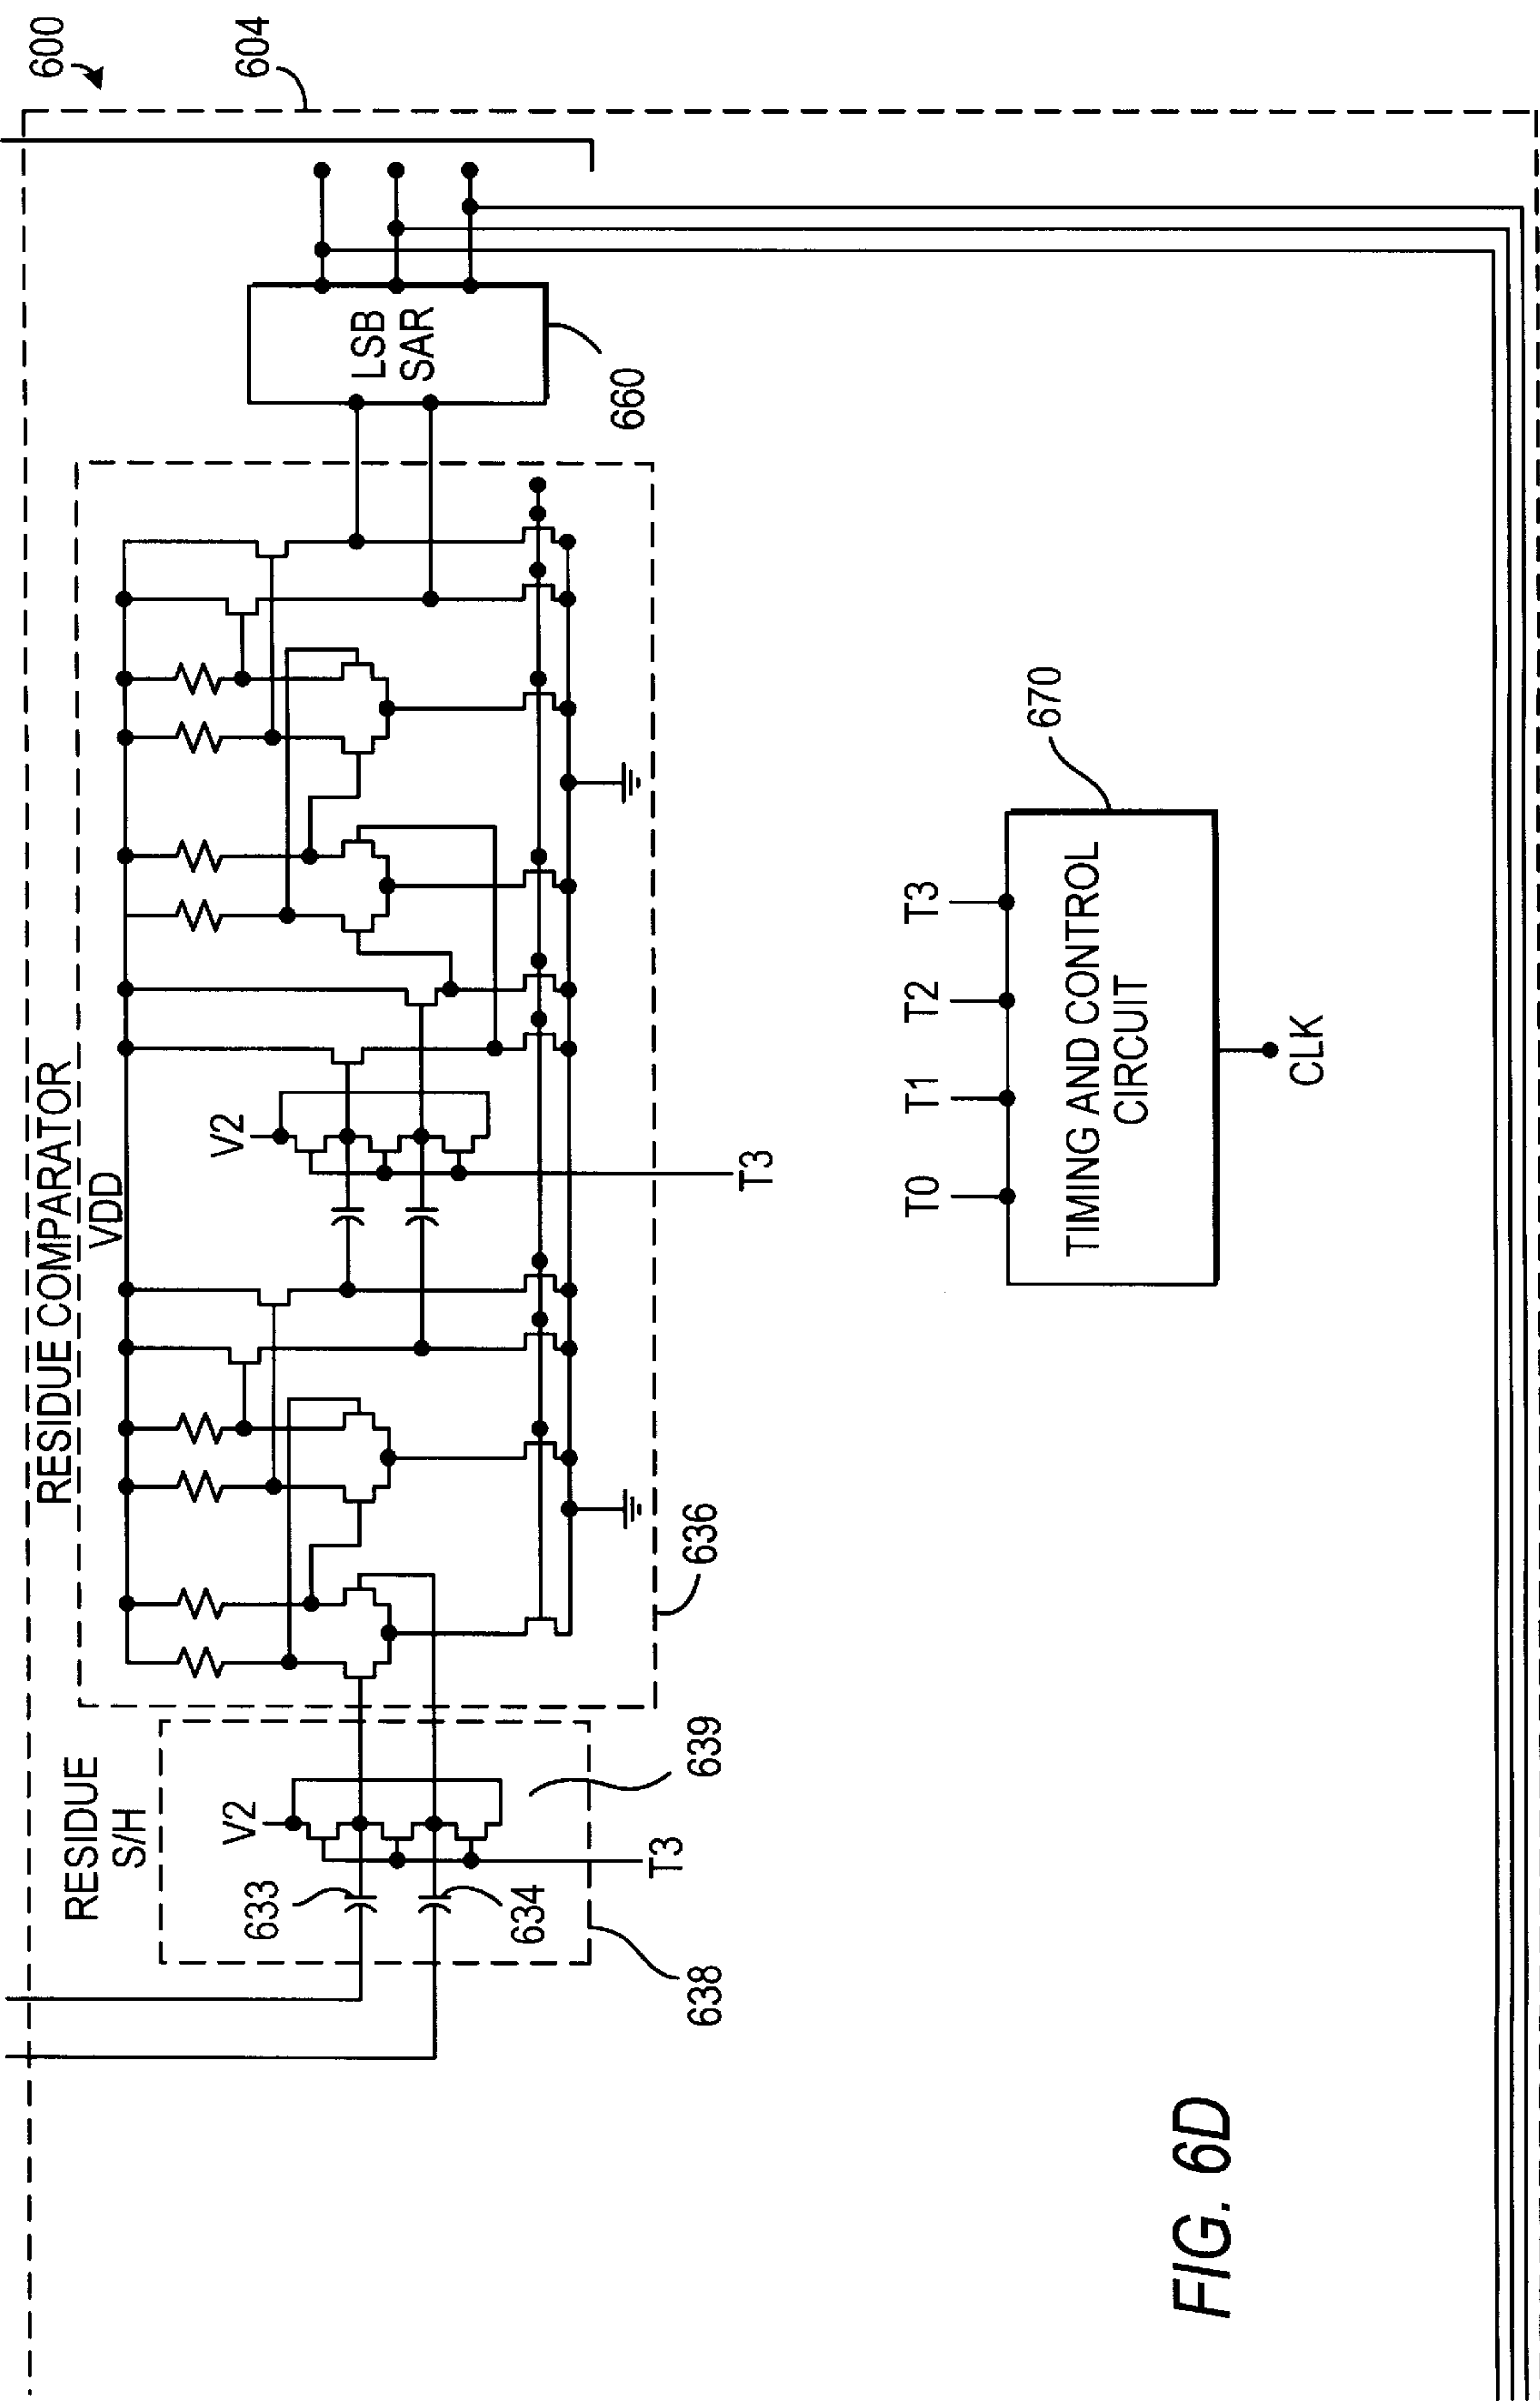 600
604
RESIDUE COMPARATOR
VDD
RESIDUE
S/H
V2
V2
LSB
SAR
633
634
T3
T3
660
639
638
636
T0
T1
T2
T3
670
TIMING AND CONTROL
CIRCUIT
CLK
FIG. 6D